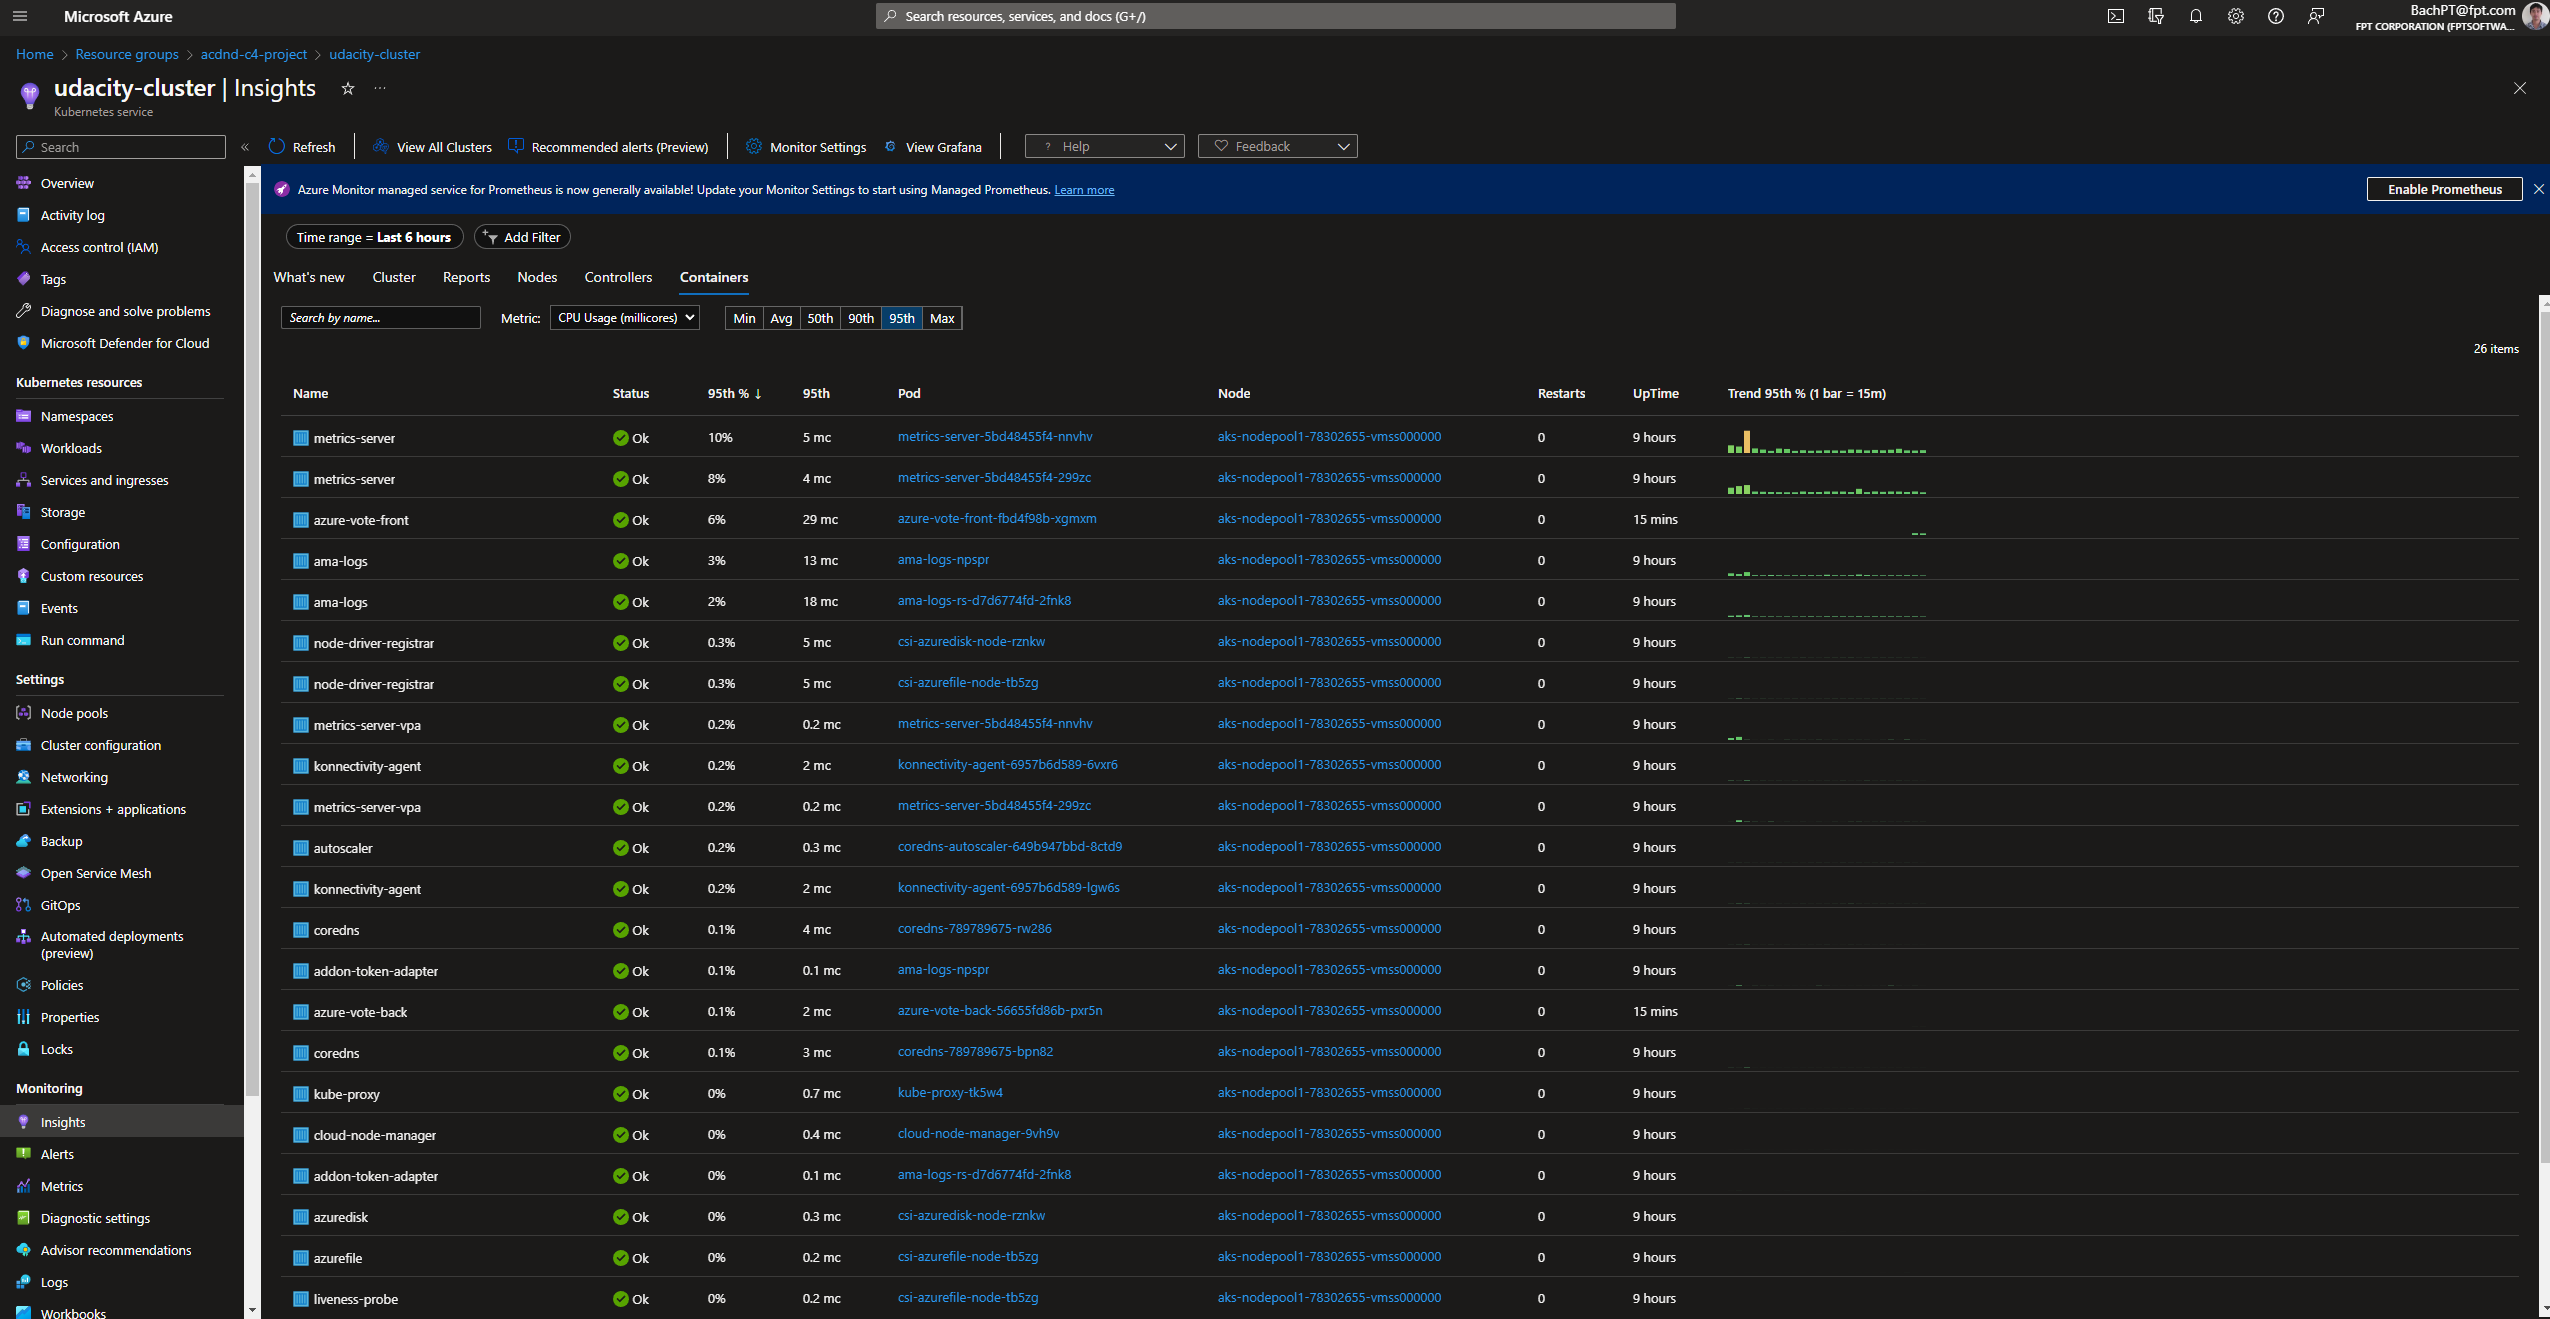 Microsoft Azure
Search resources, services, and docs (G+/)
BachPT@fpt.com
FPT CORPORATION (FPTSOFTWA...
Home > Resource groups > acdnd-c4-project > udacity-cluster
udacity-cluster | Insights ...
Kubernetes service
Search
Refresh View All Clusters Recommended alerts (Preview) Monitor Settings View Grafana ? Help Feedback
Azure Monitor managed service for Prometheus is now generally available! Update your Monitor Settings to start using Managed Prometheus. Learn more
Enable Prometheus
Overview
Activity log
Access control (IAM)
Tags
Diagnose and solve problems
Microsoft Defender for Cloud
Kubernetes resources
Namespaces
Workloads
Services and ingresses
Storage
Configuration
Custom resources
Events
Run command
Settings
Node pools
Cluster configuration
Networking
Extensions + applications
Backup
Open Service Mesh
GitOps
Automated deployments
(preview)
Policies
Properties
Locks
Monitoring
Insights
Alerts
Metrics
Diagnostic settings
Advisor recommendations
Logs
Workbooks
Time range = Last 6 hours Add Filter
What's new Cluster Reports Nodes Controllers Containers
Search by name... Metric: CPU Usage (millicores) Min Avg 50th 90th 95th Max
26 items
Name Status 95th % ↓ 95th Pod Node Restarts UpTime Trend 95th % (1 bar = 15m)
metrics-server Ok 10% 5 mc metrics-server-5bd48455f4-nnvhv aks-nodepool1-78302655-vmss000000 0 9 hours
metrics-server Ok 8% 4 mc metrics-server-5bd48455f4-299zc aks-nodepool1-78302655-vmss000000 0 9 hours
azure-vote-front Ok 6% 29 mc azure-vote-front-fbd4f98b-xgmxm aks-nodepool1-78302655-vmss000000 0 15 mins
ama-logs Ok 3% 13 mc ama-logs-npspr aks-nodepool1-78302655-vmss000000 0 9 hours
ama-logs Ok 2% 18 mc ama-logs-rs-d7d6774fd-2fnk8 aks-nodepool1-78302655-vmss000000 0 9 hours
node-driver-registrar Ok 0.3% 5 mc csi-azuredisk-node-rznkw aks-nodepool1-78302655-vmss000000 0 9 hours
node-driver-registrar Ok 0.3% 5 mc csi-azurefile-node-tb5zg aks-nodepool1-78302655-vmss000000 0 9 hours
metrics-server-vpa Ok 0.2% 0.2 mc metrics-server-5bd48455f4-nnvhv aks-nodepool1-78302655-vmss000000 0 9 hours
konnectivity-agent Ok 0.2% 2 mc konnectivity-agent-6957b6d589-6vxr6 aks-nodepool1-78302655-vmss000000 0 9 hours
metrics-server-vpa Ok 0.2% 0.2 mc metrics-server-5bd48455f4-299zc aks-nodepool1-78302655-vmss000000 0 9 hours
autoscaler Ok 0.2% 0.3 mc coredns-autoscaler-649b947bbd-8ctd9 aks-nodepool1-78302655-vmss000000 0 9 hours
konnectivity-agent Ok 0.2% 2 mc konnectivity-agent-6957b6d589-lgw6s aks-nodepool1-78302655-vmss000000 0 9 hours
coredns Ok 0.1% 4 mc coredns-789789675-rw286 aks-nodepool1-78302655-vmss000000 0 9 hours
addon-token-adapter Ok 0.1% 0.1 mc ama-logs-npspr aks-nodepool1-78302655-vmss000000 0 9 hours
azure-vote-back Ok 0.1% 2 mc azure-vote-back-56655fd86b-pxr5n aks-nodepool1-78302655-vmss000000 0 15 mins
coredns Ok 0.1% 3 mc coredns-789789675-bpn82 aks-nodepool1-78302655-vmss000000 0 9 hours
kube-proxy Ok 0% 0.7 mc kube-proxy-tk5w4 aks-nodepool1-78302655-vmss000000 0 9 hours
cloud-node-manager Ok 0% 0.4 mc cloud-node-manager-9vh9v aks-nodepool1-78302655-vmss000000 0 9 hours
addon-token-adapter Ok 0% 0.1 mc ama-logs-rs-d7d6774fd-2fnk8 aks-nodepool1-78302655-vmss000000 0 9 hours
azuredisk Ok 0% 0.3 mc csi-azuredisk-node-rznkw aks-nodepool1-78302655-vmss000000 0 9 hours
azurefile Ok 0% 0.2 mc csi-azurefile-node-tb5zg aks-nodepool1-78302655-vmss000000 0 9 hours
liveness-probe Ok 0% 0.2 mc csi-azurefile-node-tb5zg aks-nodepool1-78302655-vmss000000 0 9 hours